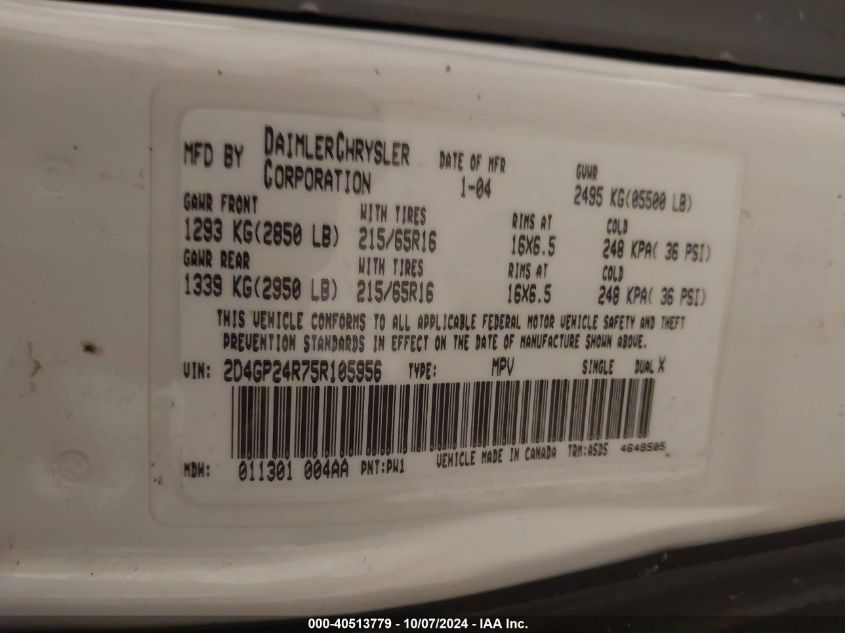 MFD BY DAIMLERCHRYSLER CORPORATION
DATE OF MFR 1-04
GVWR 2495 KG(05500 LB)
GAWR FRONT WITH TIRES RIMS AT COLD
1293 KG(2850 LB) 215/65R16 16X6.5 248 KPA( 36 PSI)
GAWR REAR WITH TIRES RIMS AT COLD
1339 KG(2950 LB) 215/65R16 16X6.5 248 KPA( 36 PSI)
THIS VEHICLE CONFORMS TO ALL APPLICABLE FEDERAL MOTOR VEHICLE SAFETY AND THEFT
PREVENTION STANDARDS IN EFFECT ON THE DATE OF MANUFACTURE SHOWN ABOVE.
VIN: 2D4GP24R75R105956 TYPE: MPV SINGLE DUAL X
MDH: 011301 004AA PNT:PW1 VEHICLE MADE IN CANADA TRM:ASDS 4648505
000-40513779 - 10/07/2024 - IAA Inc.